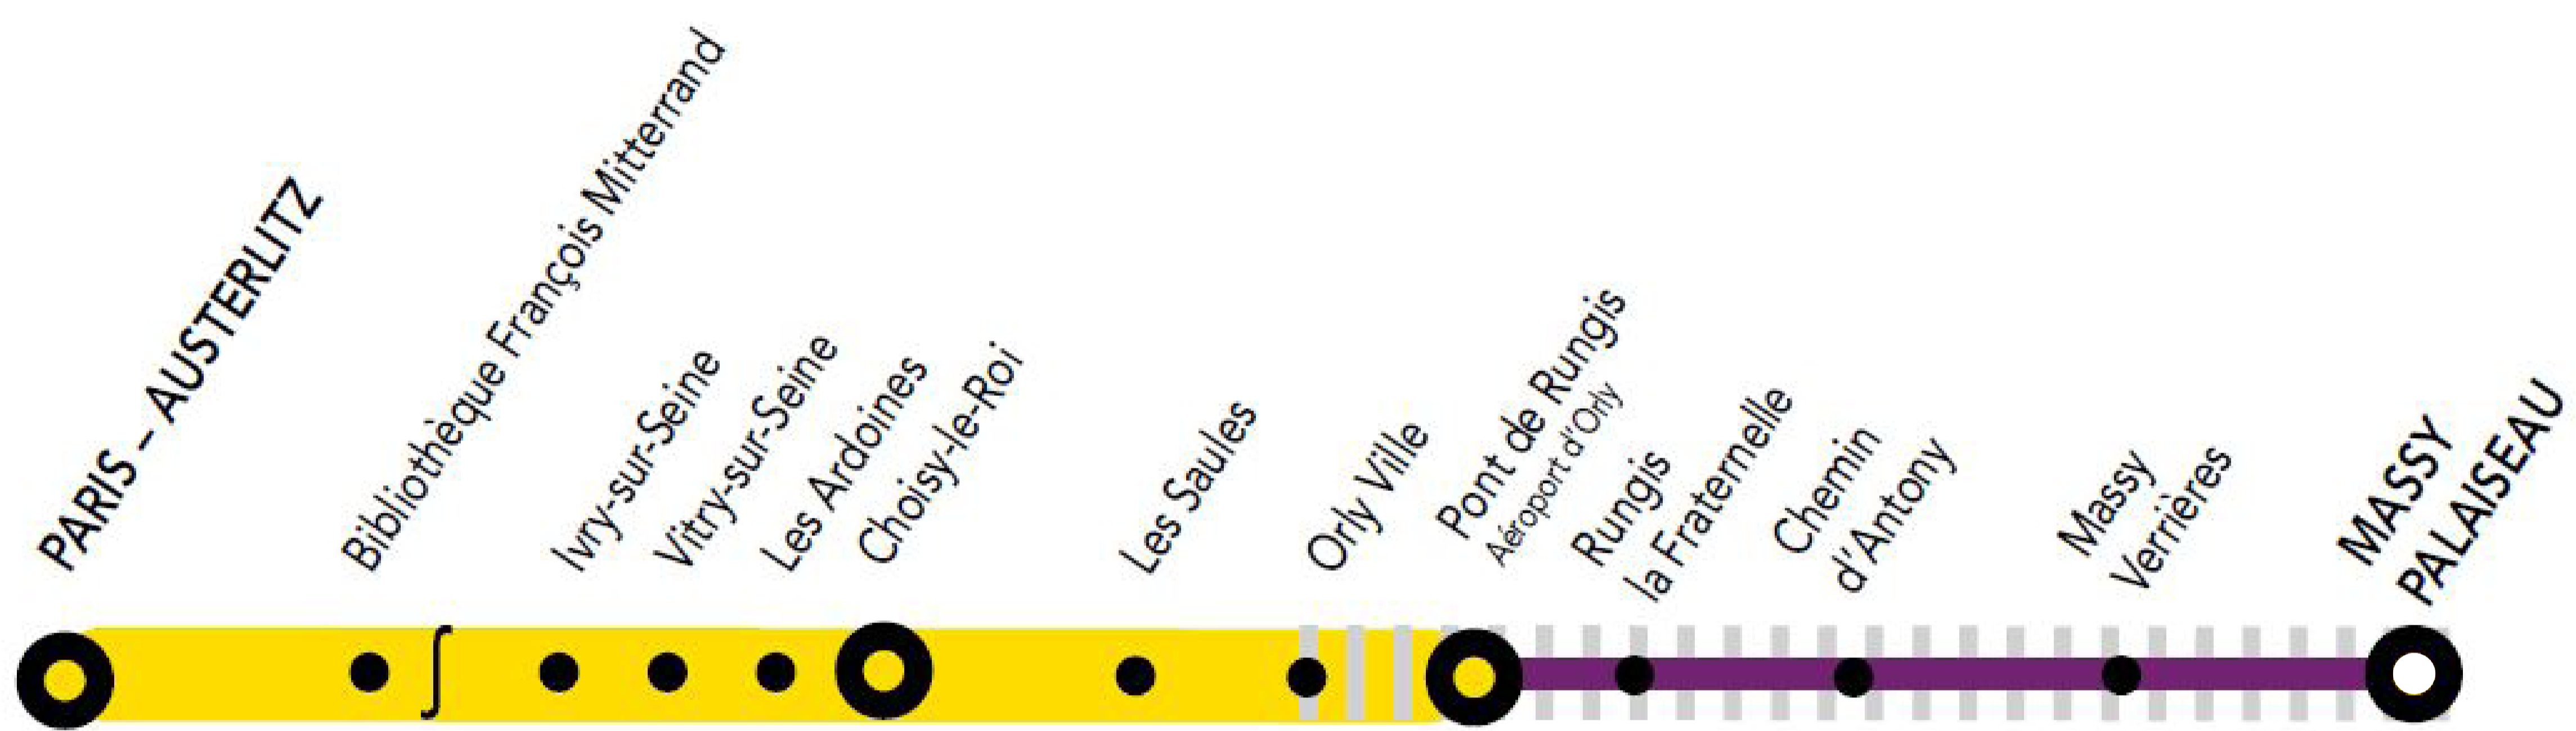 PARIS – AUSTERLITZ
Bibliothèque François Mitterrand
Ivry-sur-Seine
Vitry-sur-Seine
Les Ardoines
Choisy-le-Roi
Les Saules
Orly Ville
Pont de Rungis
Aéroport d'Orly
Rungis
la Fraternelle
Chemin
d'Antony
Massy
Verrières
MASSY
PALAISEAU